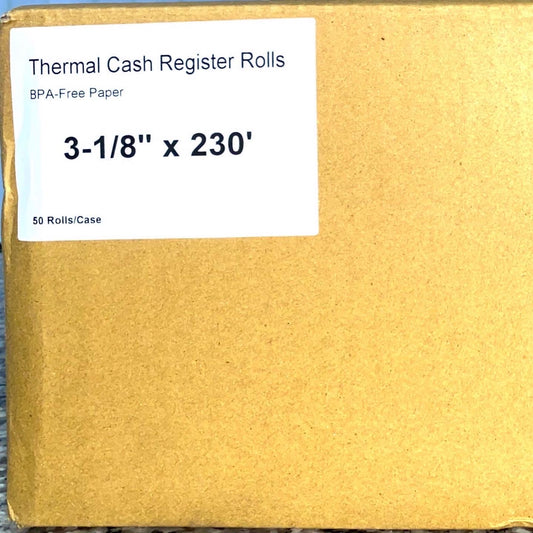 Thermal Cash Register Rolls
BPA-Free Paper
3-1/8" x 230'
50 Rolls/Case